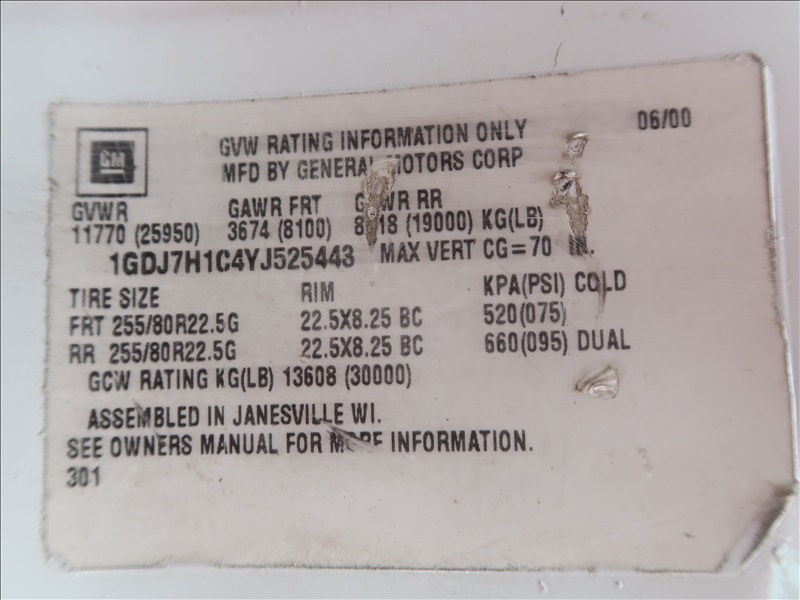 06/00
GM
GVW RATING INFORMATION ONLY
MFD BY GENERAL MOTORS CORP
GVWR GAWR FRT GAWR RR
11770 (25950) 3674 (8100) 8618 (19000) KG(LB)
1GDJ7H1C4YJ525443 MAX VERT CG=70 IN.
TIRE SIZE RIM KPA(PSI) COLD
FRT 255/80R22.5G 22.5X8.25 BC 520(075)
RR 255/80R22.5G 22.5X8.25 BC 660(095) DUAL
GCW RATING KG(LB) 13608 (30000)
ASSEMBLED IN JANESVILLE WI.
SEE OWNERS MANUAL FOR MORE INFORMATION.
301